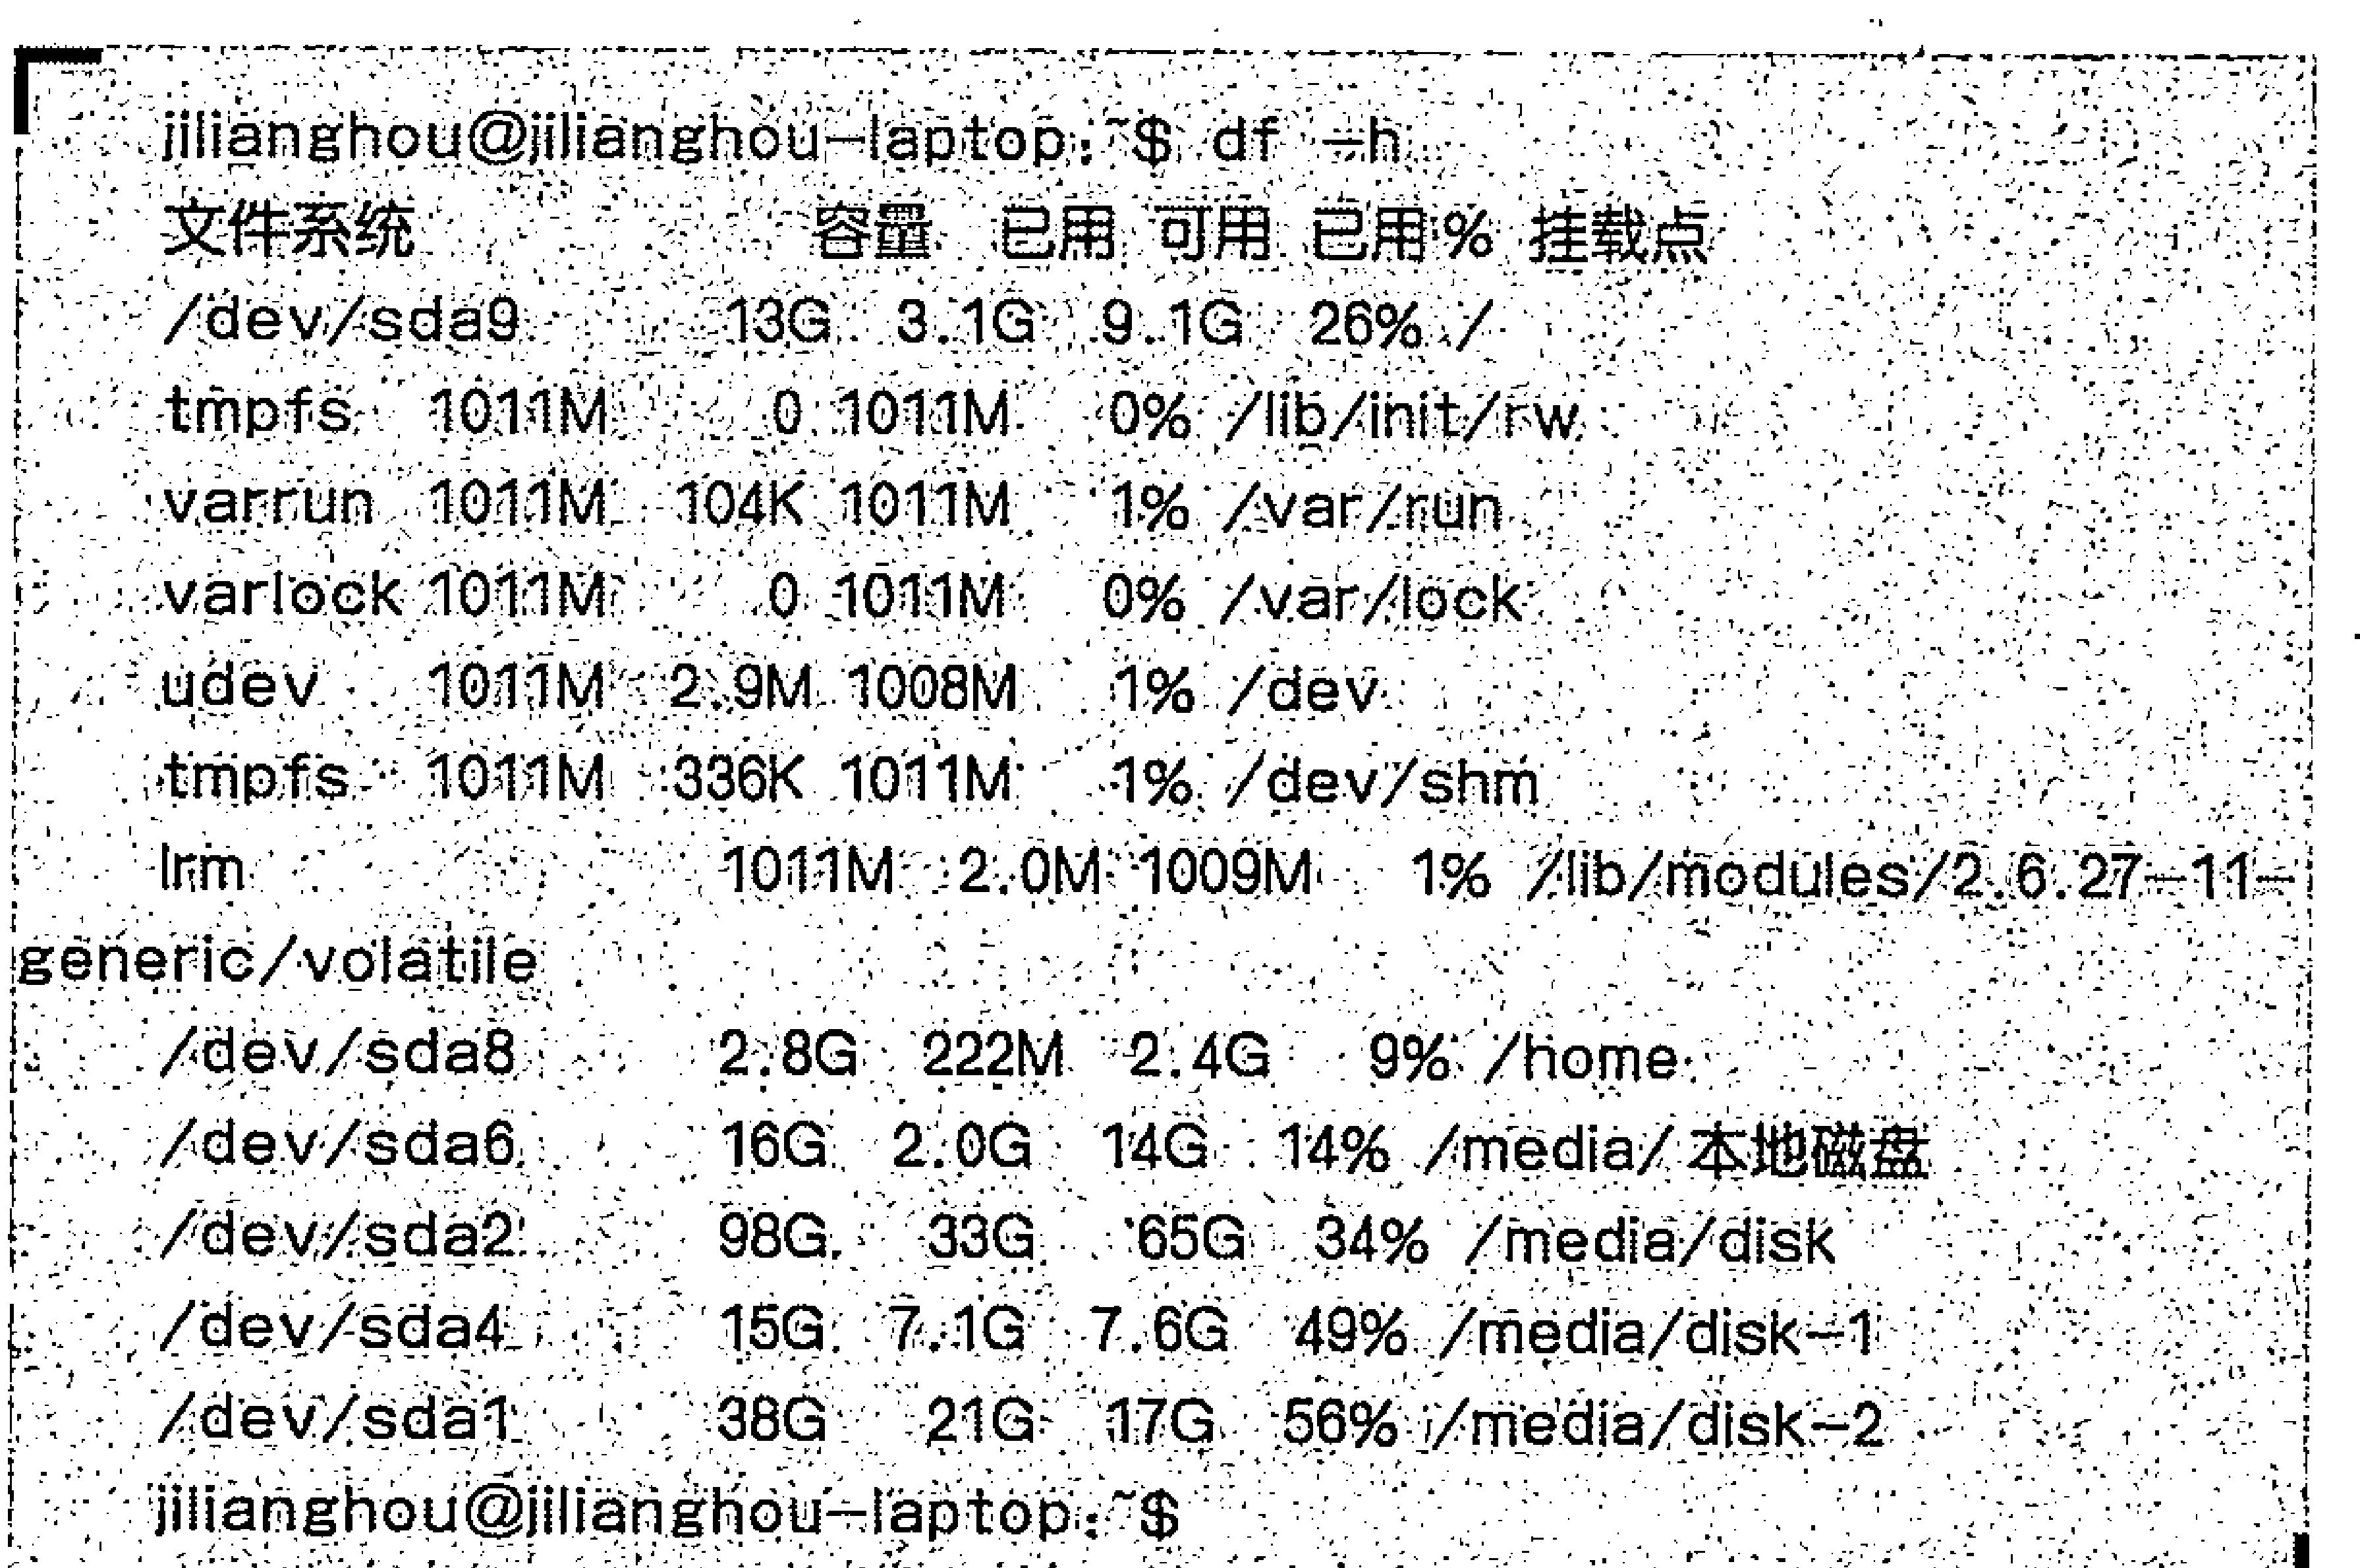 jilianghou@jilianghou-laptop:~$ df -h
文件系统 容量 已用 可用 已用% 挂载点
/dev/sda9 13G 3.1G 9.1G 26% /
tmpfs 1011M 0 1011M 0% /lib/init/rw
varrun 1011M 104K 1011M 1% /var/run
varlock 1011M 0 1011M 0% /var/lock
udev 1011M 2.9M 1008M 1% /dev
tmpfs 1011M 336K 1011M 1% /dev/shm
lrm 1011M 2.0M 1009M 1% /lib/modules/2.6.27-11-
generic/volatile
/dev/sda8 2.8G 222M 2.4G 9% /home
/dev/sda6 16G 2.0G 14G 14% /media/本地磁盘
/dev/sda2 98G 33G 65G 34% /media/disk
/dev/sda4 15G 7.1G 7.6G 49% /media/disk-1
/dev/sda1 38G 21G 17G 56% /media/disk-2
jilianghou@jilianghou-laptop:~$